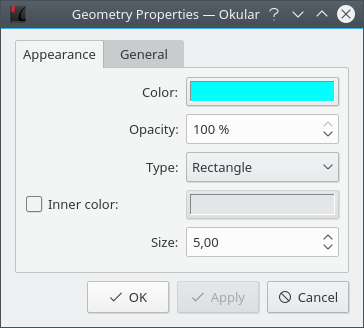 Geometry Properties — Okular
Appearance General
Color:
Opacity: 100 %
Type: Rectangle
Inner color:
Size: 5,00
OK Apply Cancel